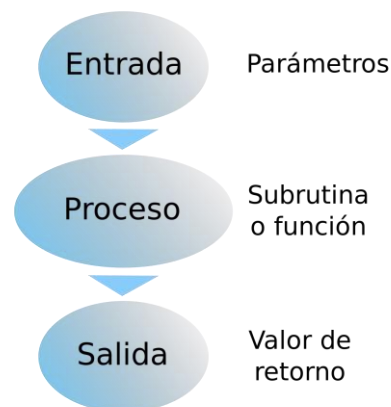 Entrada
Parámetros
Proceso
Subrutina
o función
Salida
Valor de
retorno